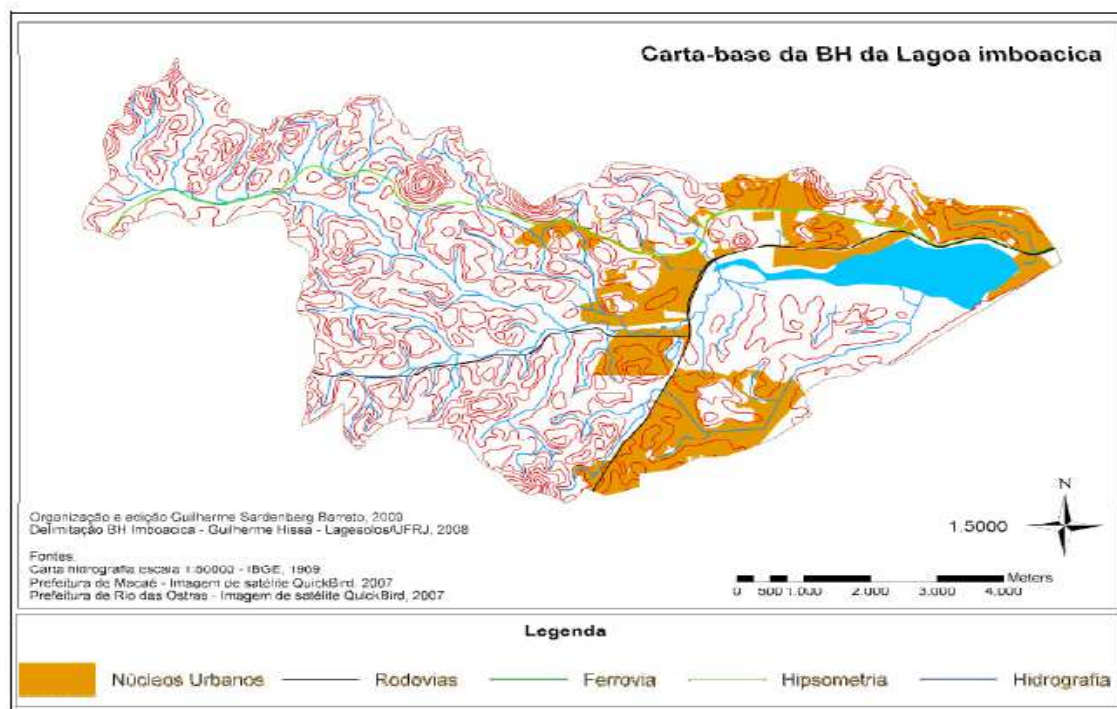 Carta-base da BH da Lagoa imboacica
Organização e edição Guilherme Sardenberg Barreto, 2009
Delimitação BH Imboacica - Guilherme Hissa - Lagesolos/UFRJ, 2008
Fontes:
Carta hidrografia escala 1:50000 - IBGE, 1969
Prefeitura de Macaé - Imagem de satélite QuickBird, 2007
Prefeitura de Rio das Ostras - Imagem de satélite QuickBird, 2007
N
1.5000
Meters
0 500 1.000 2.000 3.000 4.000
Legenda
Núcleos Urbanos Rodovias Ferrovia Hipsometria Hidrografia